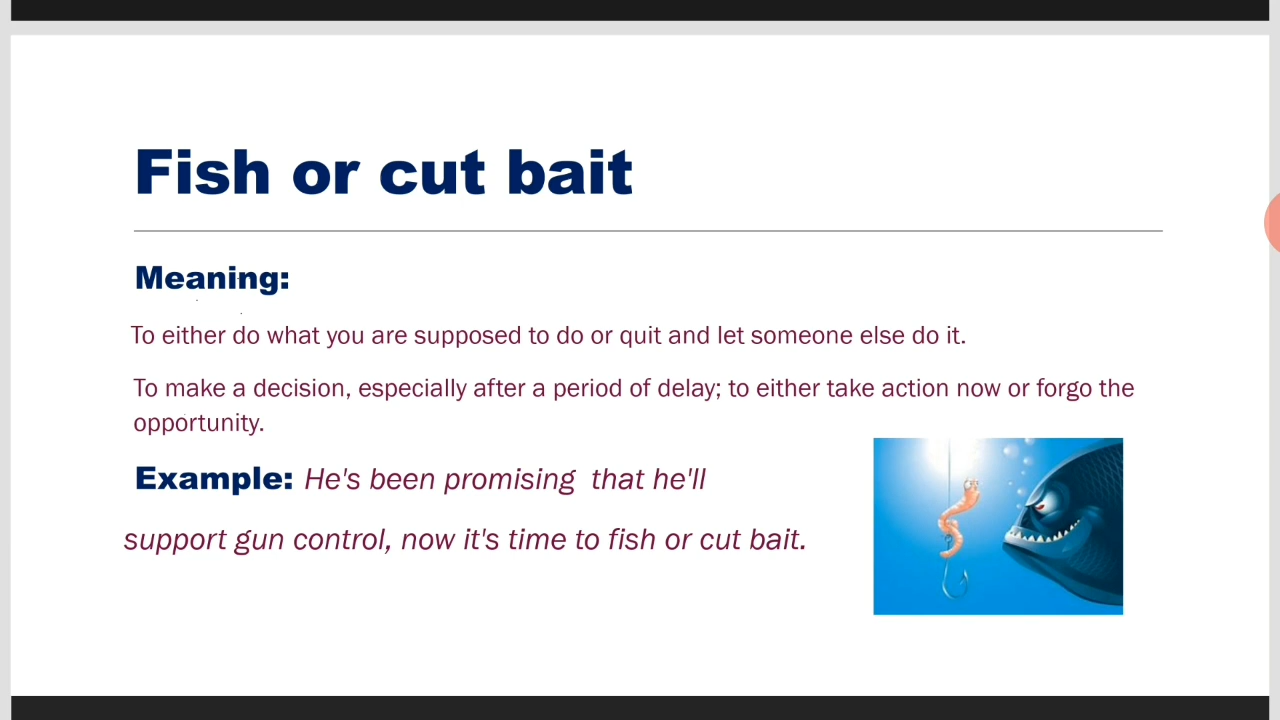 Fish or cut bait
Meaning:
To either do what you are supposed to do or quit and let someone else do it.
To make a decision, especially after a period of delay; to either take action now or forgo the
opportunity.
Example: He's been promising  that he'll
support gun control, now it's time to fish or cut bait.